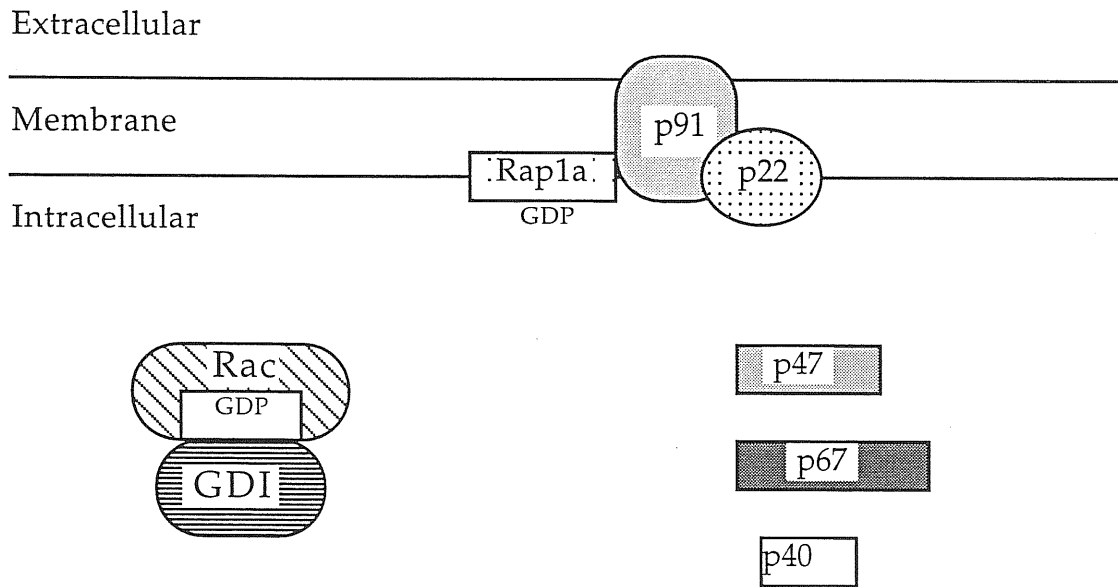 Extracellular
Membrane
p91
Rap1a
p22
GDP
Intracellular
Rac
GDP
GDI
p47
p67
p40